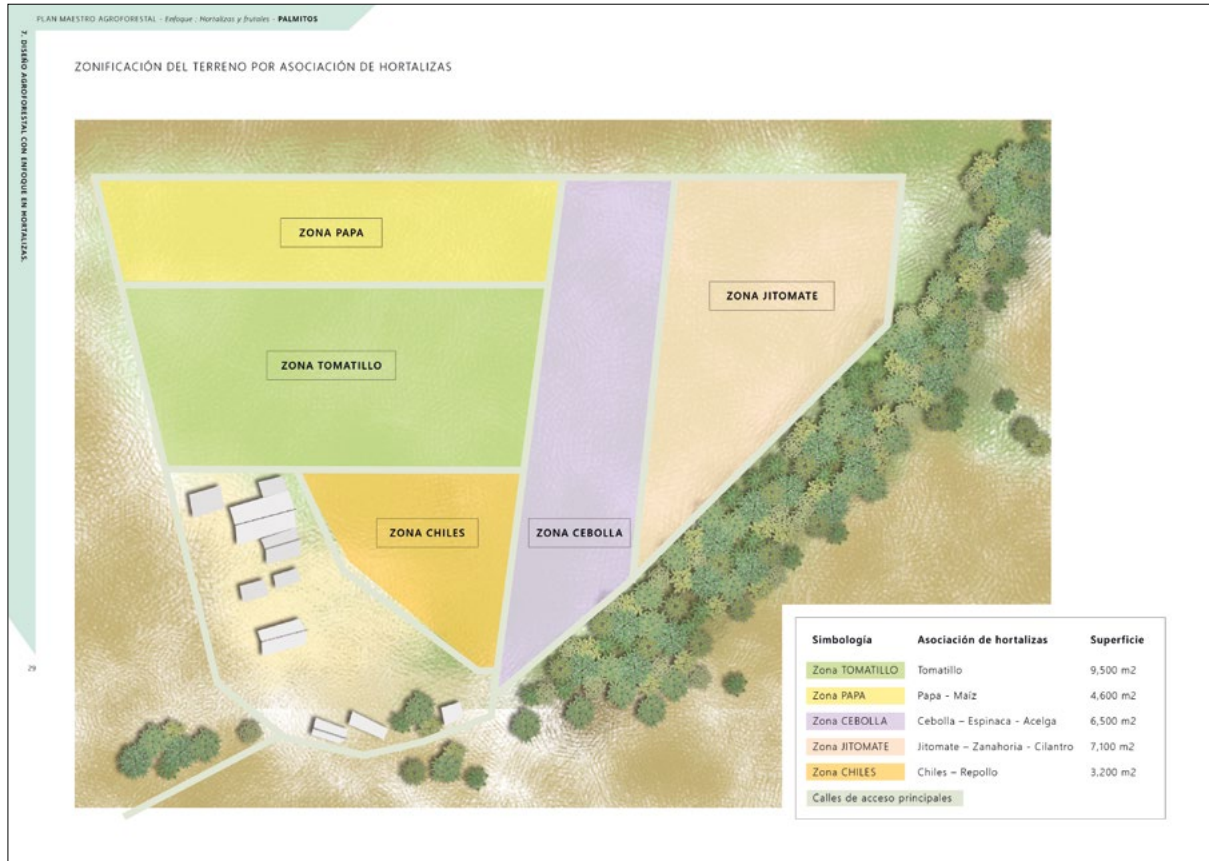 PLAN MAESTRO AGROFORESTAL - Enfoque : Hortalizas y frutales - PALMITOS
7. DISEÑO AGROFORESTAL CON ENFOQUE EN HORTALIZAS.
ZONIFICACIÓN DEL TERRENO POR ASOCIACIÓN DE HORTALIZAS
ZONA PAPA
ZONA JITOMATE
ZONA TOMATILLO
ZONA CHILES
ZONA CEBOLLA
Simbología Asociación de hortalizas Superficie
Zona TOMATILLO Tomatillo 9,500 m2
Zona PAPA Papa - Maíz 4,600 m2
Zona CEBOLLA Cebolla – Espinaca - Acelga 6,500 m2
Zona JITOMATE Jitomate – Zanahoria - Cilantro 7,100 m2
Zona CHILES Chiles – Repollo 3,200 m2
Calles de acceso principales
29